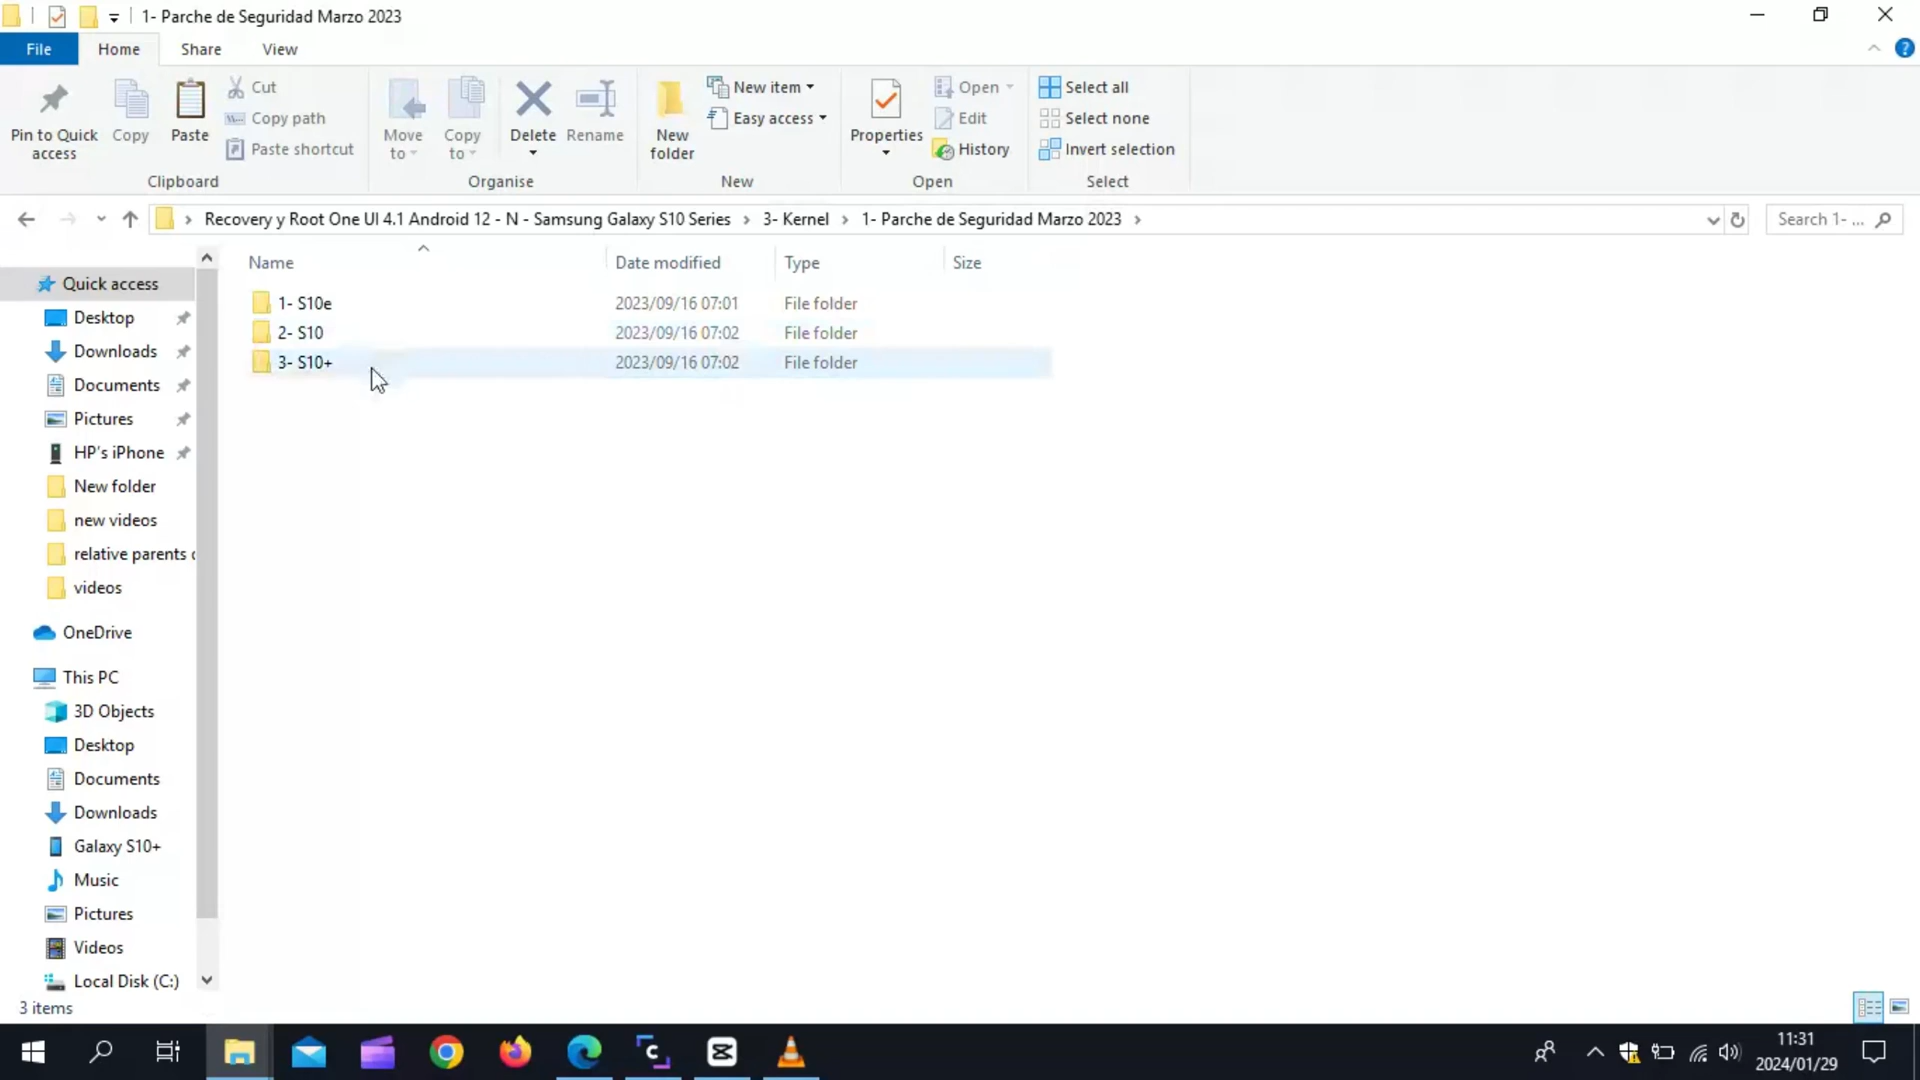 1- Parche de Seguridad Marzo 2023
File Home Share View
Pin to Quick access
Copy
Paste
Cut
Copy path
Paste shortcut
Clipboard
Move to
Copy to
Delete
Rename
Organise
New folder
New item
Easy access
New
Properties
Open
Edit
History
Open
Select all
Select none
Invert selection
Select
Recovery y Root One UI 4.1 Android 12 - N - Samsung Galaxy S10 Series > 3- Kernel > 1- Parche de Seguridad Marzo 2023 >
Search 1- ...
Name Date modified Type Size
1- S10e 2023/09/16 07:01 File folder
2- S10 2023/09/16 07:02 File folder
3- S10+ 2023/09/16 07:02 File folder
Quick access
Desktop
Downloads
Documents
Pictures
HP's iPhone
New folder
new videos
relative parents
videos
OneDrive
This PC
3D Objects
Desktop
Documents
Downloads
Galaxy S10+
Music
Pictures
Videos
Local Disk (C:)
3 items
11:31
2024/01/29